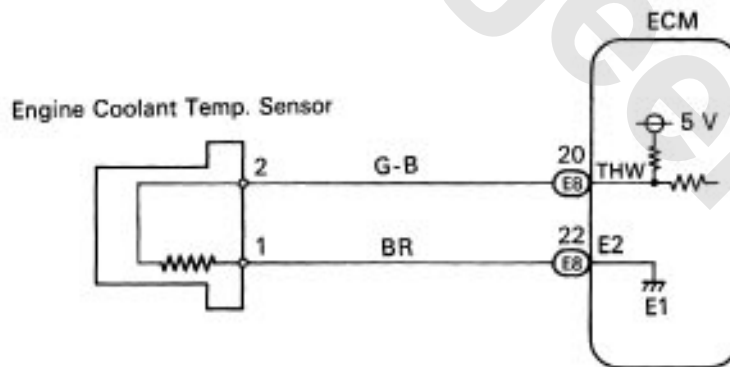 ECM
Engine Coolant Temp. Sensor
5 V
2
G-B
20
E8
THW
1
BR
22
E8
E2
E1